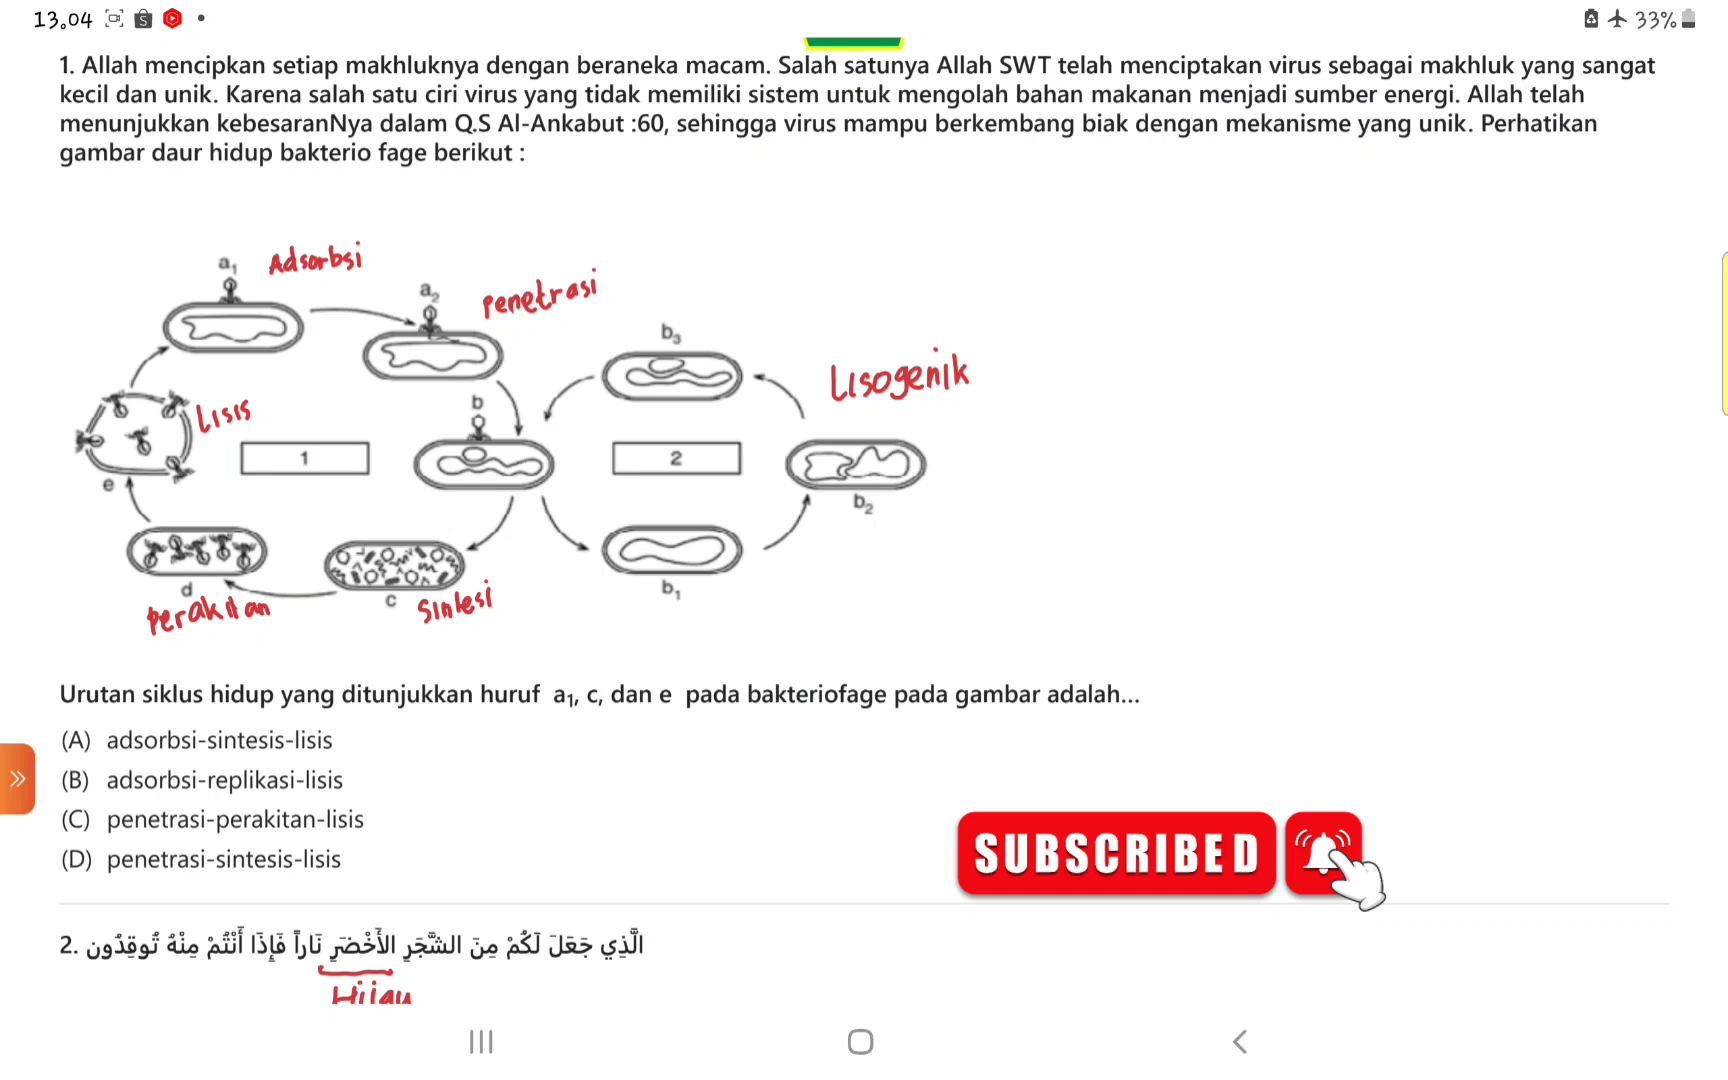 13.04
33%
1. Allah mencipkan setiap makhluknya dengan beraneka macam. Salah satunya Allah SWT telah menciptakan virus sebagai makhluk yang sangat
kecil dan unik. Karena salah satu ciri virus yang tidak memiliki sistem untuk mengolah bahan makanan menjadi sumber energi. Allah telah
menunjukkan kebesaranNya dalam Q.S Al-Ankabut :60, sehingga virus mampu berkembang biak dengan mekanisme yang unik. Perhatikan
gambar daur hidup bakterio fage berikut :
a₁ Adsorbsi
a₂ Penetrasi
b₃
Lisogenik
Lisis
b
1
2
e
b₂
d
c
b₁
Perakitan
Sintesi
Urutan siklus hidup yang ditunjukkan huruf a₁, c, dan e pada bakteriofage pada gambar adalah...
(A) adsorbsi-sintesis-lisis
(B) adsorbsi-replikasi-lisis
(C) penetrasi-perakitan-lisis
(D) penetrasi-sintesis-lisis
SUBSCRIBED
2. الَّذِي جَعَلَ لَكُمْ مِنَ الشَّجَرِ الأَخْضَرِ نَاراً فَإِذَا أَنْتُمْ مِنْهُ تُوقِدُون
Hijau